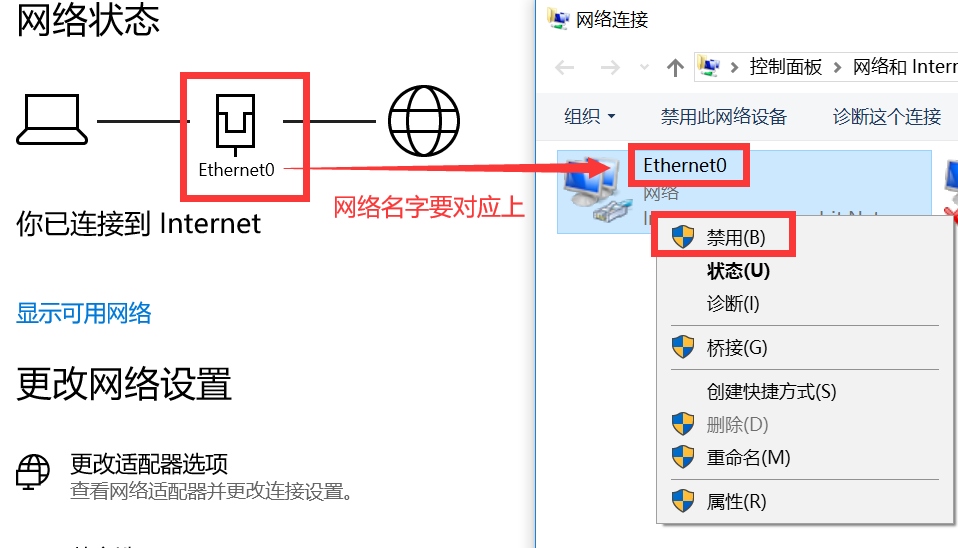 网络状态
Ethernet0
你已连接到 Internet
显示可用网络
更改网络设置
更改适配器选项
查看网络适配器并更改连接设置。
网络名字要对应上
网络连接
控制面板
网络和 Intern
组织
禁用此网络设备
诊断这个连接
Ethernet0
网络
禁用(B)
状态(U)
诊断(I)
桥接(G)
创建快捷方式(S)
删除(D)
重命名(M)
属性(R)